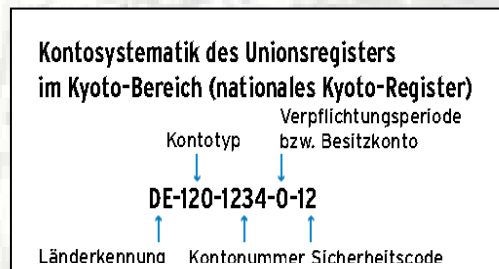 Kontosystematik des Unionsregisters
im Kyoto-Bereich (nationales Kyoto-Register)
Verpflichtungsperiode
Kontotyp bzw. Besitzkonto
DE-120-1234-0-12
Länderkennung Kontonummer Sicherheitscode